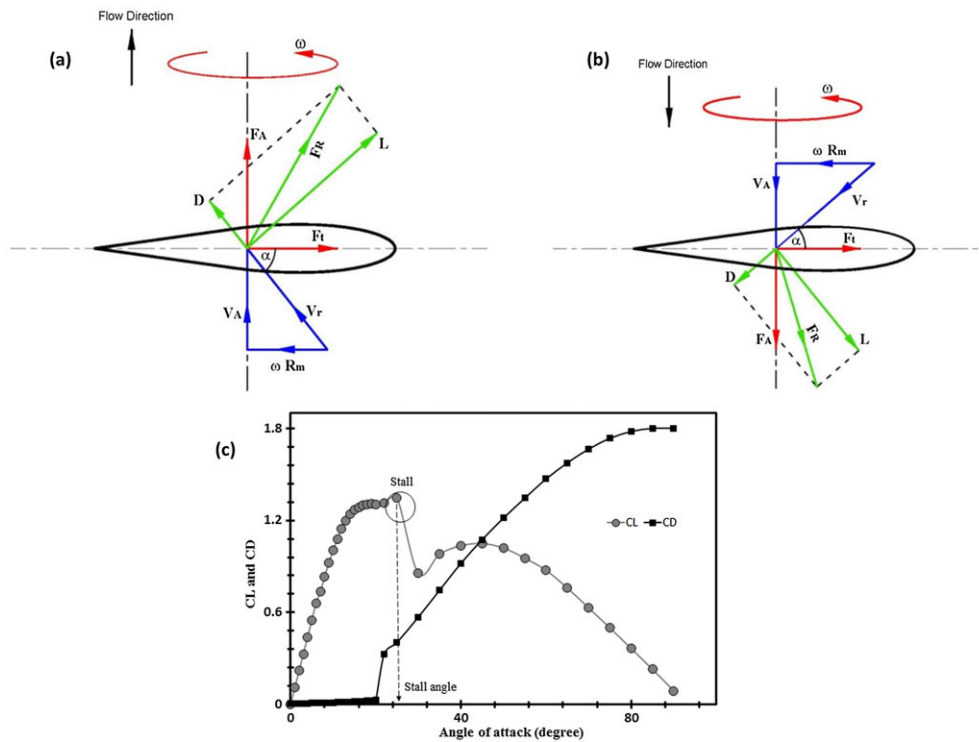 Flow Direction
(a)
ω
FA
FR
L
D
Ft
α
VA
Vr
ω Rm
Flow Direction
(b)
ω
ω Rm
VA
Vr
α
Ft
D
FA
FR
L
(c)
CL and CD
1.8
1.2
0.6
0
Stall
CL
CD
Stall angle
0
40
80
Angle of attack (degree)